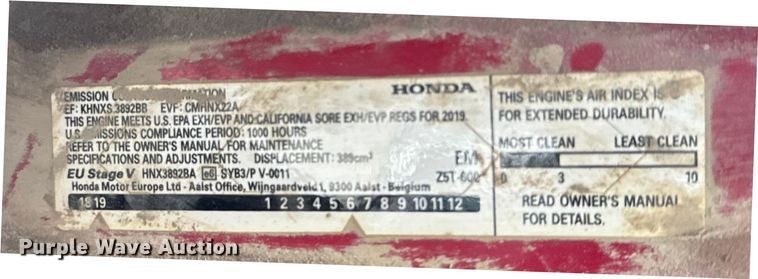 EMISSION
HONDA
EF: KHNXS.3892BB EVF: CMHNX22A
THIS ENGINE MEETS U.S. EPA EXH/EVP AND CALIFORNIA SORE EXH/EVP REGS FOR 2019.
U.S. EMISSIONS COMPLIANCE PERIOD: 1000 HOURS
REFER TO THE OWNER'S MANUAL FOR MAINTENANCE
SPECIFICATIONS AND ADJUSTMENTS. DISPLACEMENT: 389cm³ EM
EU Stage V HNX3892BA e6 SYB3/P V-0011 Z5T-600
Honda Motor Europe Ltd - Aalst Office, Wijngaardveld 1, 9300 Aalst - Belgium
18 19 1 2 3 4 5 6 7 8 9 10 11 12
THIS ENGINE'S AIR INDEX IS
FOR EXTENDED DURABILITY.
MOST CLEAN LEAST CLEAN
0 3 10
READ OWNER'S MANUAL
FOR DETAILS.
Purple Wave Auction